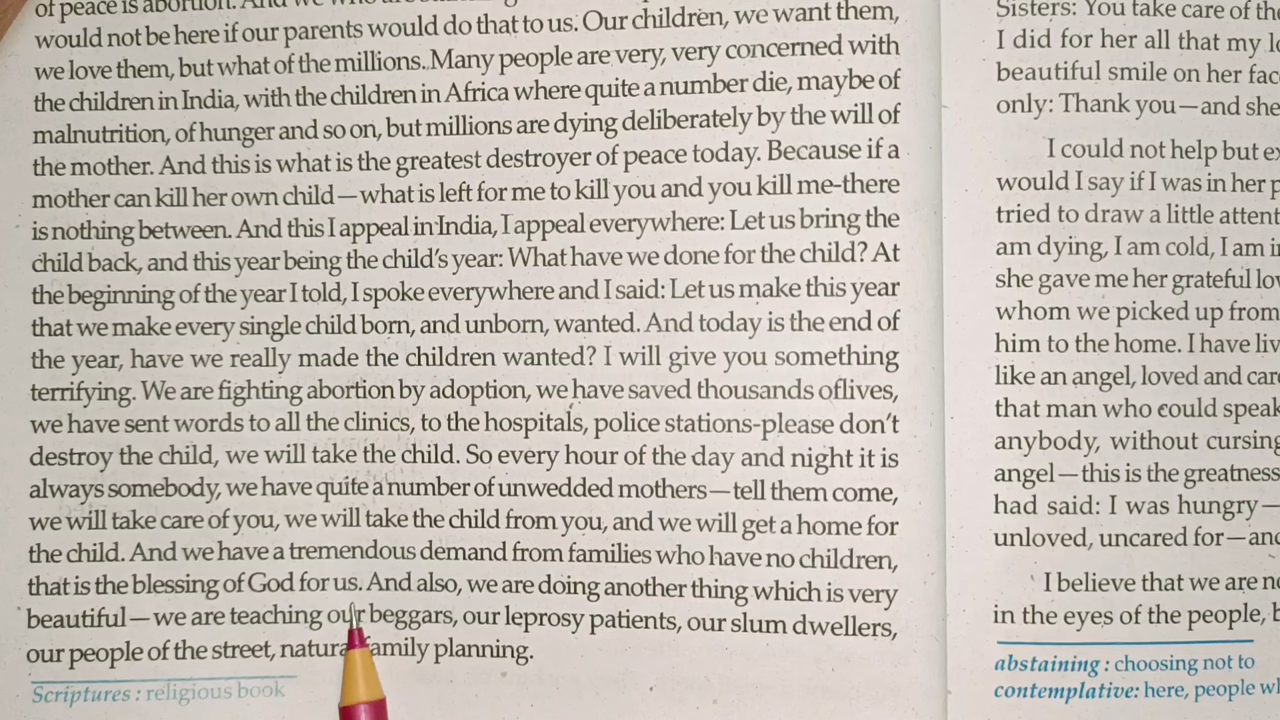 of peace is abortion. And we who
would not be here if our parents would do that to us. Our children, we want them,
we love them, but what of the millions. Many people are very, very concerned with
the children in India, with the children in Africa where quite a number die, maybe of
malnutrition, of hunger and so on, but millions are dying deliberately by the will of
the mother. And this is what is the greatest destroyer of peace today. Because if a
mother can kill her own child—what is left for me to kill you and you kill me-there
is nothing between. And this I appeal in India, I appeal everywhere: Let us bring the
child back, and this year being the child's year: What have we done for the child? At
the beginning of the year I told, I spoke everywhere and I said: Let us make this year
that we make every single child born, and unborn, wanted. And today is the end of
the year, have we really made the children wanted? I will give you something
terrifying. We are fighting abortion by adoption, we have saved thousands oflives,
we have sent words to all the clinics, to the hospitals, police stations-please don't
destroy the child, we will take the child. So every hour of the day and night it is
always somebody, we have quite a number of unwedded mothers—tell them come,
we will take care of you, we will take the child from you, and we will get a home for
the child. And we have a tremendous demand from families who have no children,
that is the blessing of God for us. And also, we are doing another thing which is very
beautiful—we are teaching our beggars, our leprosy patients, our slum dwellers,
our people of the street, natural family planning.
Scriptures : religious book
Sisters: You take care of
I did for her all that my
beautiful smile on her
only: Thank you—and she
I could not help but
would I say if I was in her
tried to draw a little
am dying, I am cold, I am
she gave me her grateful
whom we picked up from
him to the home. I have
like an angel, loved and
that man who could
anybody, without cursing
angel—this is the greatness
had said: I was hungry—
unloved, uncared for—
I believe that we are
in the eyes of the people,
abstaining : choosing not to
contemplative: here, people